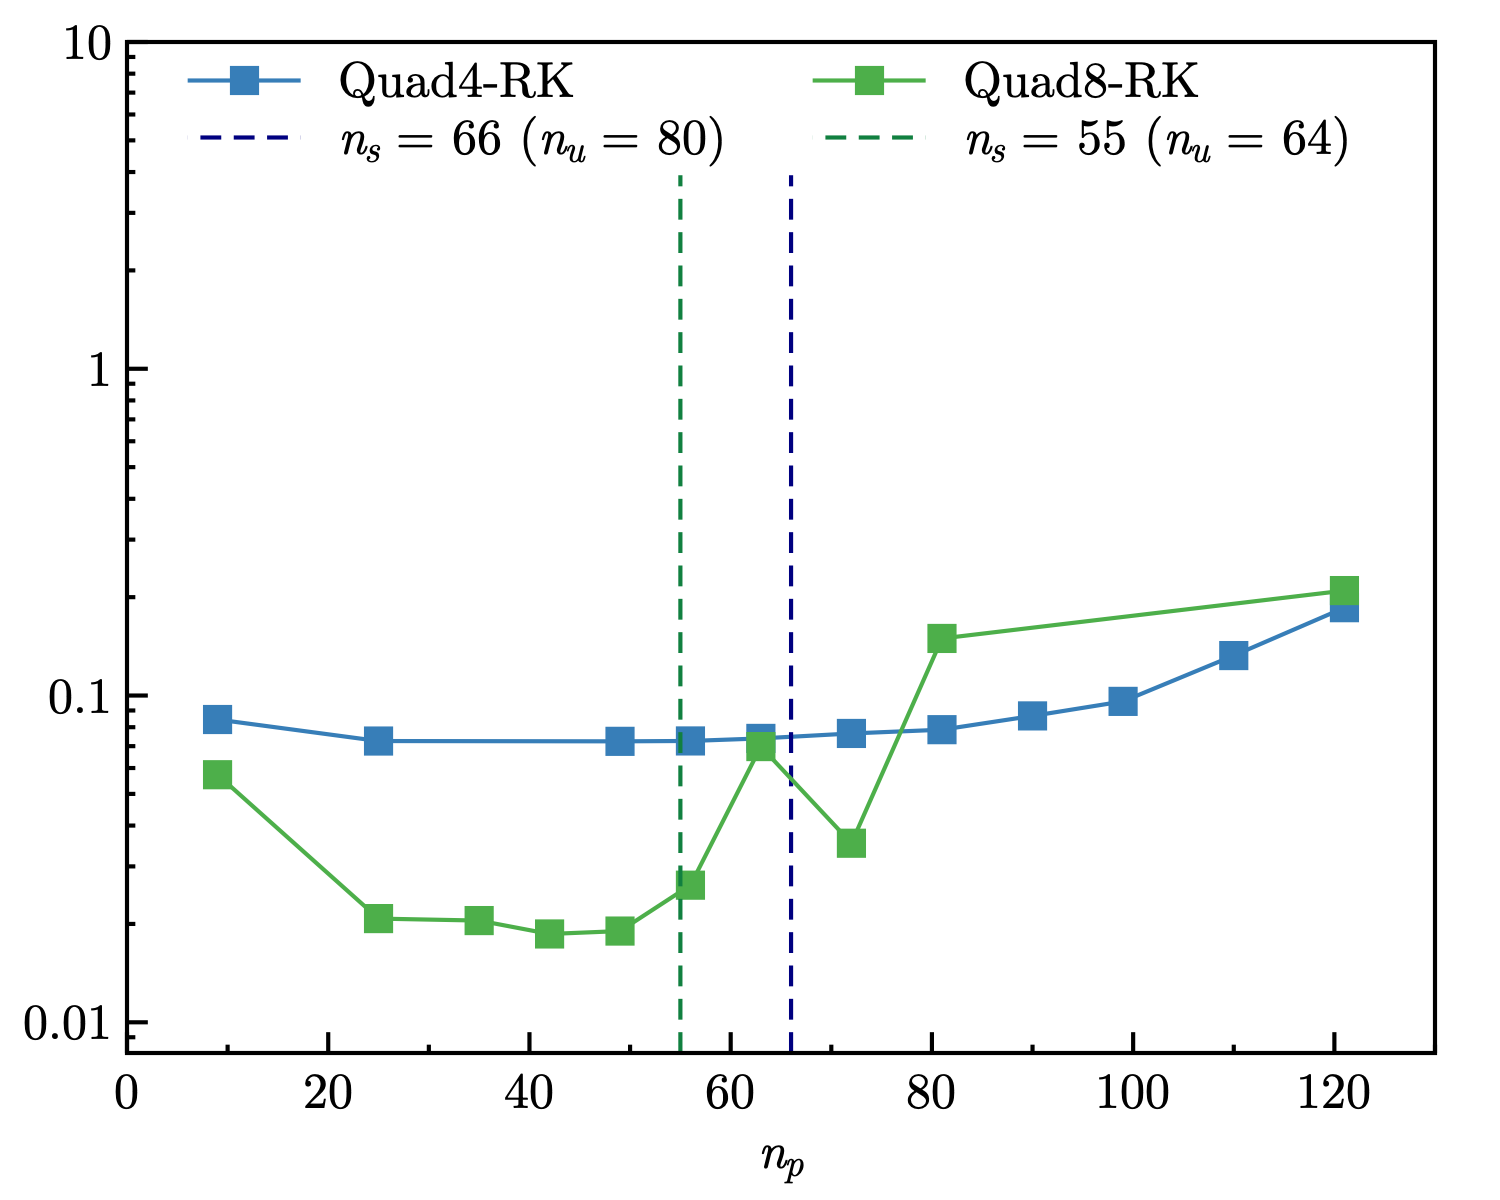 Quad4-RK
Quad8-RK
n_s = 66 (n_u = 80)
n_s = 55 (n_u = 64)
10
1
0.1
0.01
0 20 40 60 80 100 120
n_p